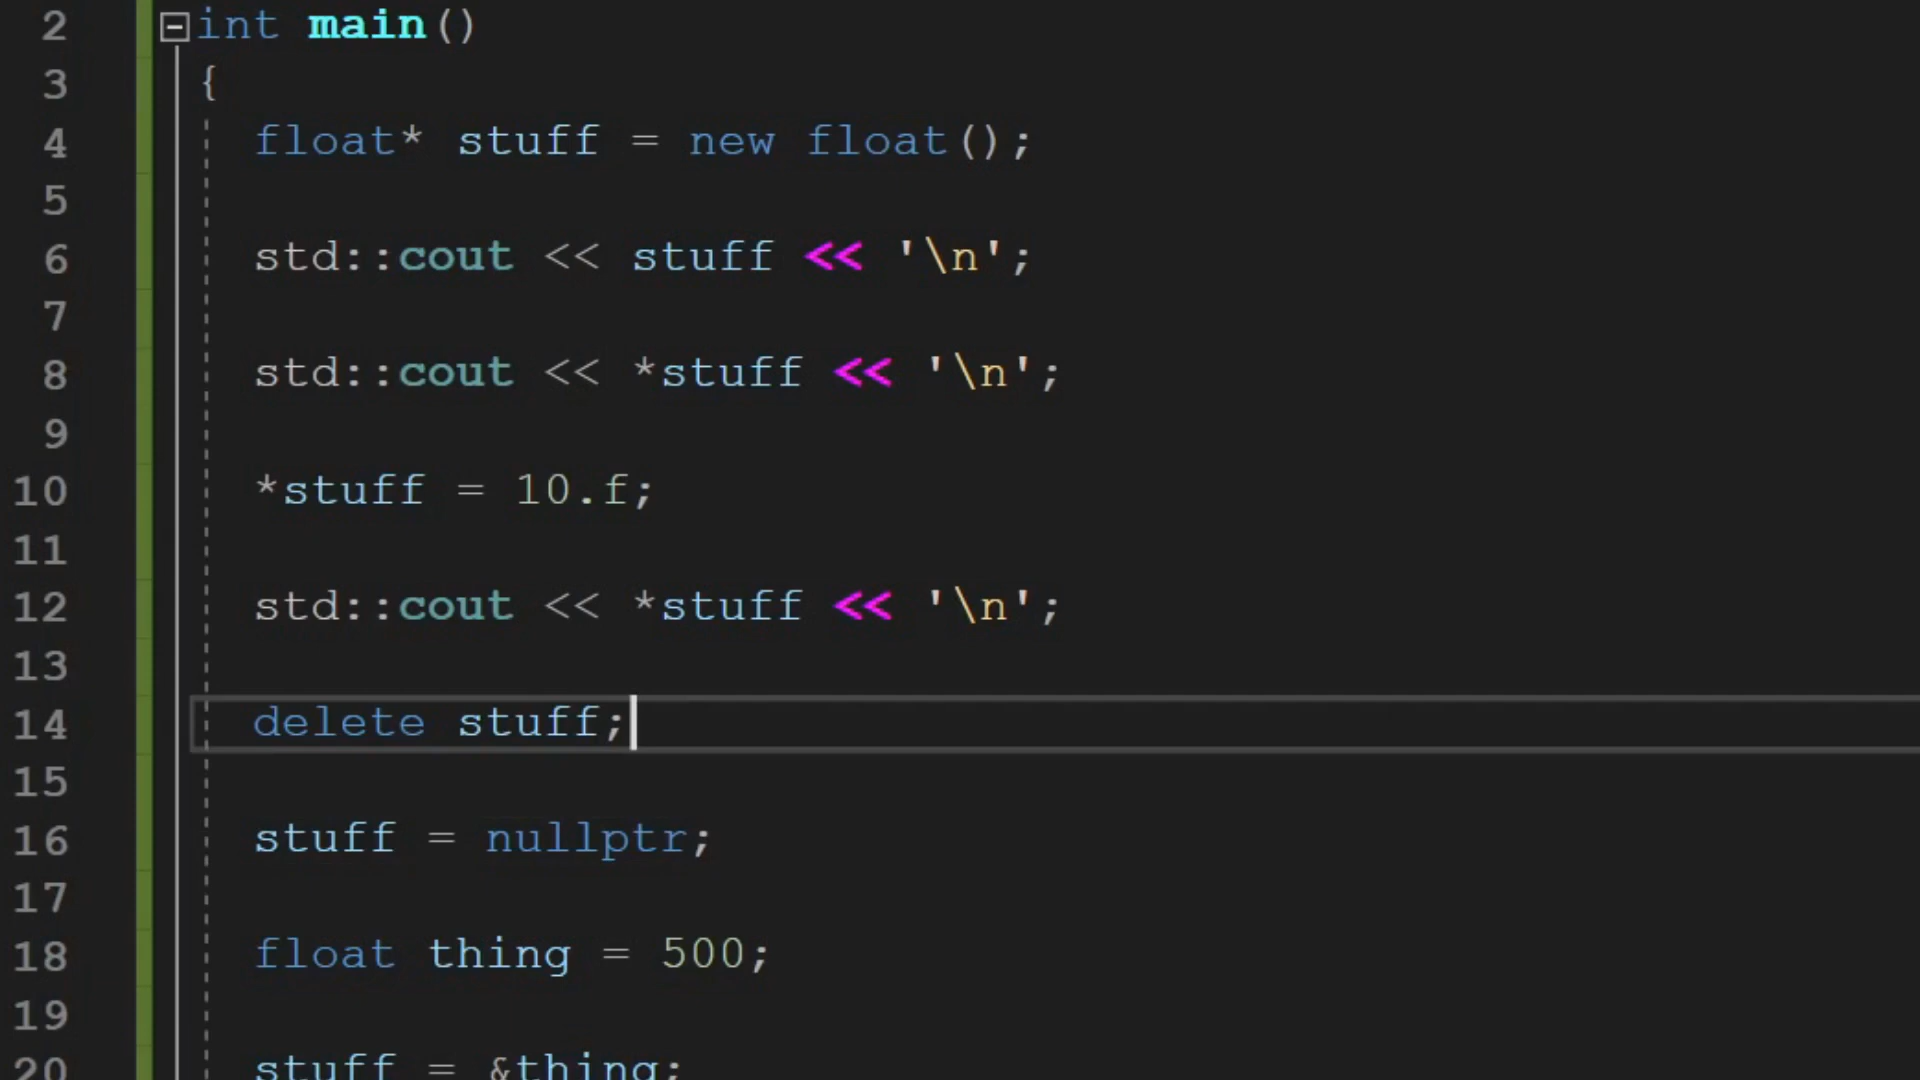 2 int main()
3 {
4 float* stuff = new float();
5
6 std::cout << stuff << '\n';
7
8 std::cout << *stuff << '\n';
9
10 *stuff = 10.f;
11
12 std::cout << *stuff << '\n';
13
14 delete stuff;
15
16 stuff = nullptr;
17
18 float thing = 500;
19
20 stuff = &thing;